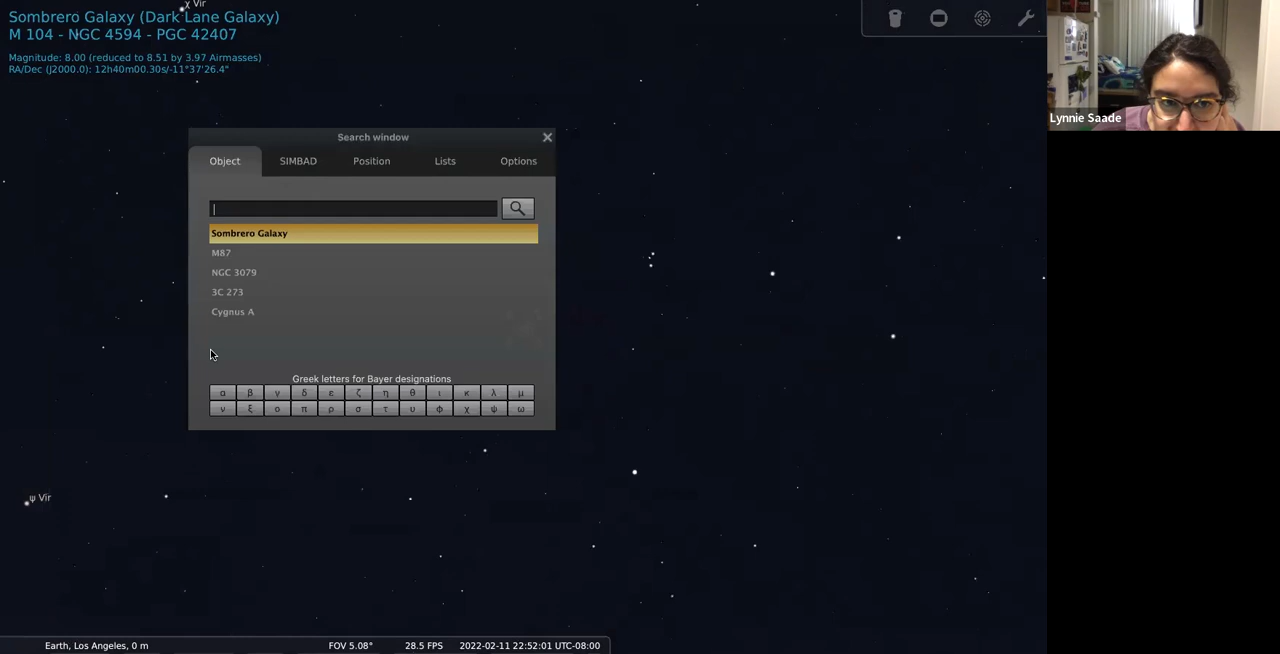 χ Vir
Sombrero Galaxy (Dark Lane Galaxy)
M 104 - NGC 4594 - PGC 42407
Magnitude: 8.00 (reduced to 8.51 by 3.97 Airmasses)
RA/Dec (J2000.0): 12h40m00.30s/-11°37'26.4"
Lynnie Saade
Search window
Object SIMBAD Position Lists Options
Sombrero Galaxy
M87
NGC 3079
3C 273
Cygnus A
Greek letters for Bayer designations
α β γ δ ε ζ η θ ι κ λ μ
ν ξ ο π ρ σ τ υ φ χ ψ ω
ψ Vir
Earth, Los Angeles, 0 m FOV 5.08° 28.5 FPS 2022-02-11 22:52:01 UTC-08:00